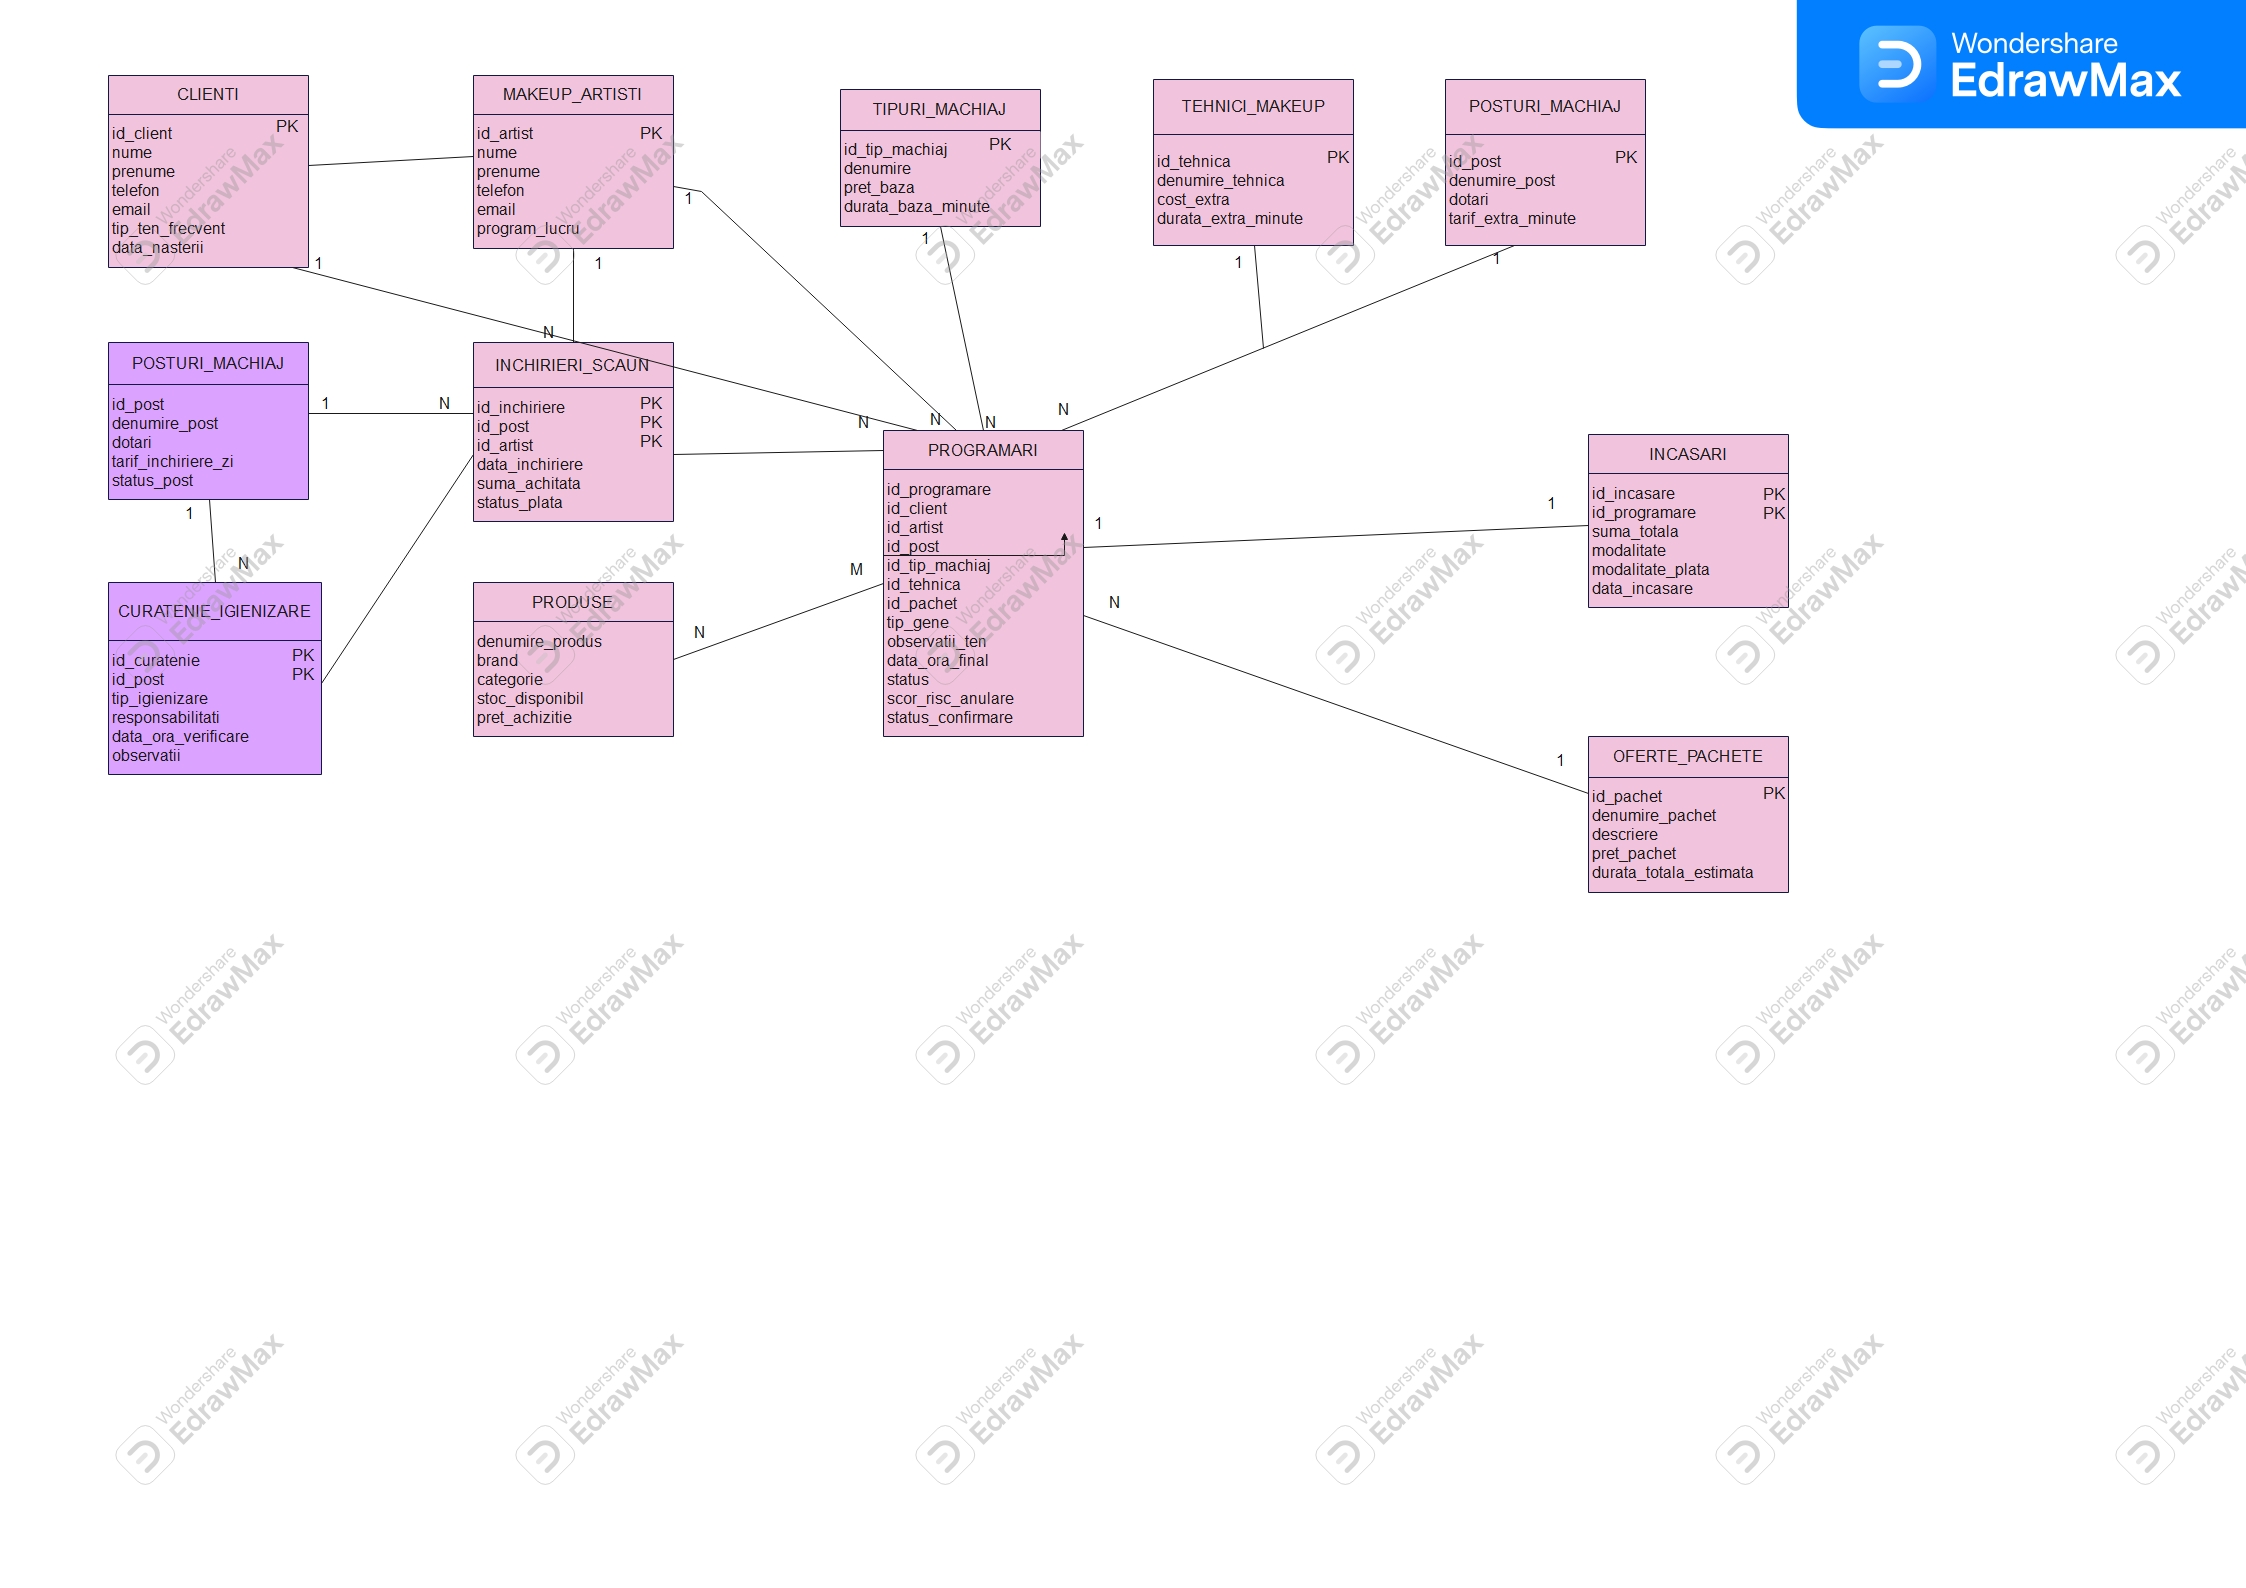 Wondershare
EdrawMax
CLIENTI
id_client PK
nume
prenume
telefon
email
tip_ten_frecvent
data_nasterii
1
MAKEUP_ARTISTI
id_artist PK
nume
prenume
telefon
email
program_lucru
1
1
TIPURI_MACHIAJ
id_tip_machiaj PK
denumire
pret_baza
durata_baza_minute
1
TEHNICI_MAKEUP
id_tehnica PK
denumire_tehnica
cost_extra
durata_extra_minute
1
POSTURI_MACHIAJ
id_post PK
denumire_post
dotari
tarif_extra_minute
1
POSTURI_MACHIAJ
id_post
denumire_post
dotari
tarif_inchiriere_zi
status_post
1
N
1
N
N
INCHIRIERI_SCAUN
id_inchiriere PK
id_post PK
id_artist PK
data_inchiriere
suma_achitata
status_plata
N
N
N
N
PROGRAMARI
id_programare
id_client
id_artist
id_post
id_tip_machiaj
id_tehnica
id_pachet
tip_gene
observatii_ten
data_ora_final
status
scor_risc_anulare
status_confirmare
1
1
N
1
M
N
INCASARI
id_incasare PK
id_programare PK
suma_totala
modalitate
modalitate_plata
data_incasare
CURATENIE_IGIENIZARE
id_curatenie PK
id_post PK
tip_igienizare
responsabilitati
data_ora_verificare
observatii
PRODUSE
denumire_produs
brand
categorie
stoc_disponibil
pret_achizitie
OFERTE_PACHETE
id_pachet PK
denumire_pachet
descriere
pret_pachet
durata_totala_estimata